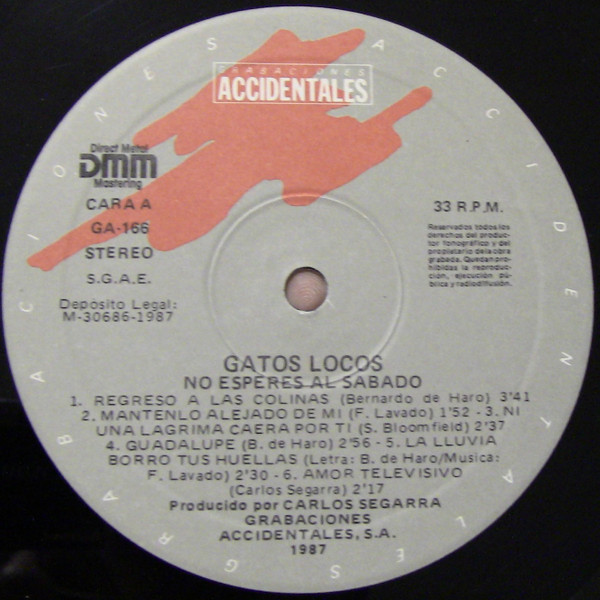 GRABACIONES ACCIDENTALES
GRABACIONES
ACCIDENTALES
Direct Metal
DMM
Mastering
CARA A
GA-166
STEREO
S.G.A.E.
Depósito Legal:
M-30686-1987
33 R.P.M.
Reservados todos los
derechos del produc-
tor fonográfico y del
propietario de la obra
grabada. Quedan pro-
hibidas la reproduc-
ción, ejecución pú-
blica y radiodifusión.
GATOS LOCOS
NO ESPERES AL SABADO
1. REGRESO A LAS COLINAS (Bernardo de Haro) 3'41
2. MANTENLO ALEJADO DE MI (F. Lavado) 1'52 - 3. NI
UNA LAGRIMA CAERA POR TI (S. Bloomfield) 2'37
4. GUADALUPE (B. de Haro) 2'56 - 5. LA LLUVIA
BORRO TUS HUELLAS (Letra: B. de Haro/Musica:
F. Lavado) 2'30 - 6. AMOR TELEVISIVO
(Carlos Segarra) 2'17
Producido por CARLOS SEGARRA
GRABACIONES
ACCIDENTALES, S.A.
1987